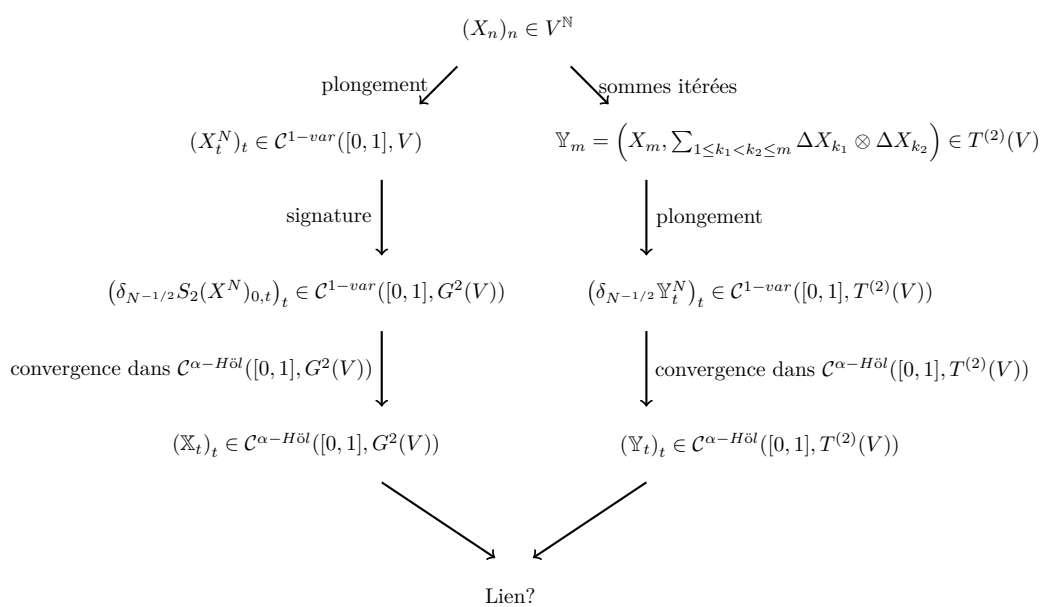 $(X_n)_n \in V^{\mathbb{N}}$
plongement
sommes itérées
$(X_t^N)_t \in \mathcal{C}^{1-var}([0,1],V)$
$\mathbb{Y}_m = \left(X_m, \sum_{1\leq k_1<k_2\leq m} \Delta X_{k_1} \otimes \Delta X_{k_2}\right) \in T^{(2)}(V)$
signature
plongement
$\left(\delta_{N^{-1/2}} S_2(X^N)_{0,t}\right)_t \in \mathcal{C}^{1-var}([0,1],G^2(V))$
$\left(\delta_{N^{-1/2}} \mathbb{Y}_t^N\right)_t \in \mathcal{C}^{1-var}([0,1],T^{(2)}(V))$
convergence dans $\mathcal{C}^{\alpha-Höl}([0,1],G^2(V))$
convergence dans $\mathcal{C}^{\alpha-Höl}([0,1],T^{(2)}(V))$
$(\mathbb{X}_t)_t \in \mathcal{C}^{\alpha-Höl}([0,1],G^2(V))$
$(\mathbb{Y}_t)_t \in \mathcal{C}^{\alpha-Höl}([0,1],T^{(2)}(V))$
Lien?